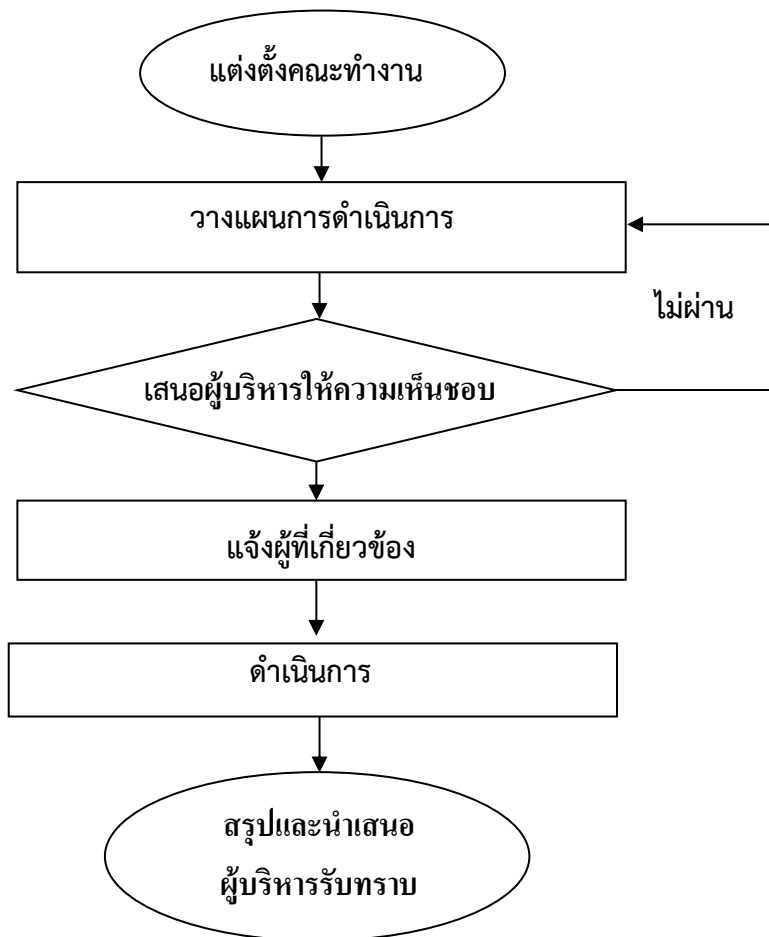 แต่งตั้งคณะทำงาน
วางแผนการดำเนินการ
ไม่ผ่าน
เสนอผู้บริหารให้ความเห็นชอบ
แจ้งผู้ที่เกี่ยวข้อง
ดำเนินการ
สรุปและนำเสนอ
ผู้บริหารรับทราบ